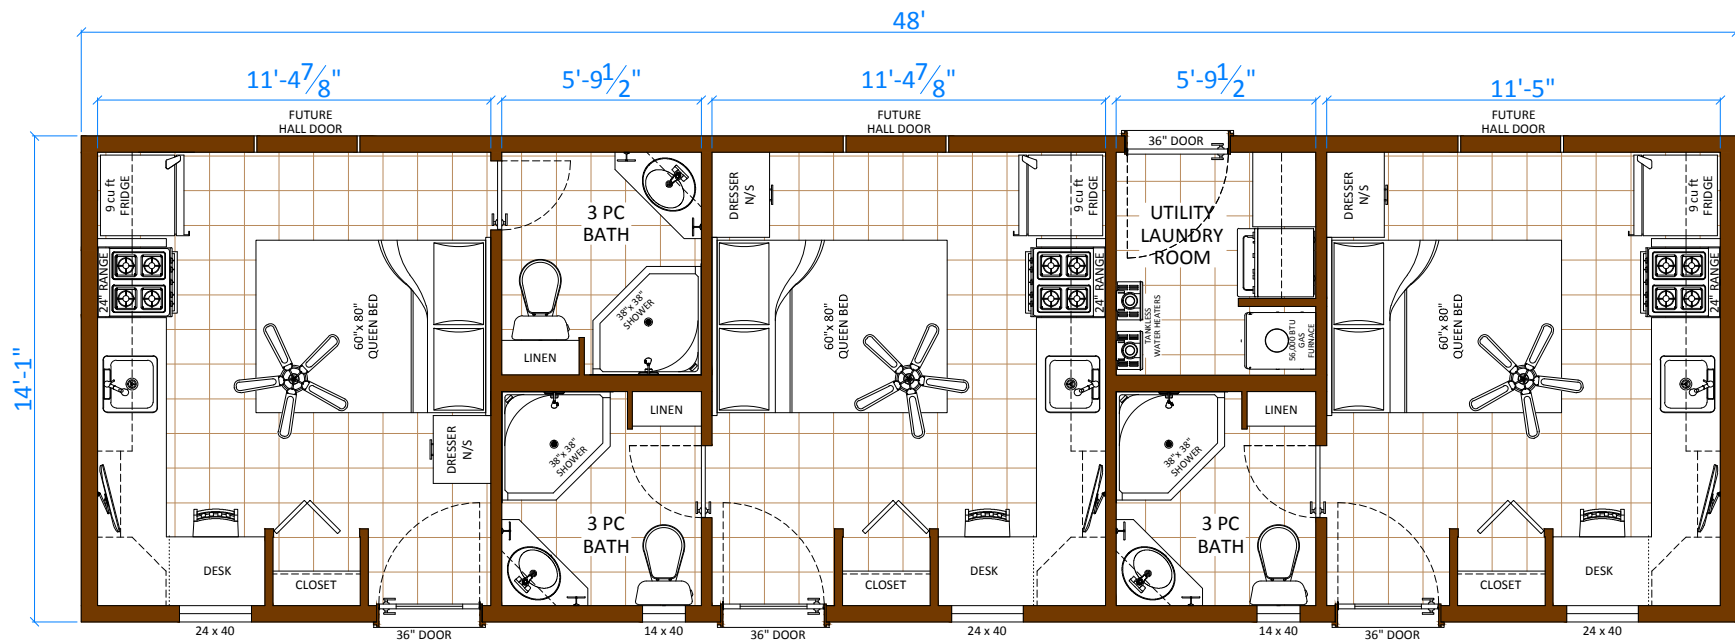 48'
11'-4 7/8"
5'-9 1/2"
11'-4 7/8"
5'-9 1/2"
11'-5"
14'-1"
FUTURE
HALL DOOR
FUTURE
HALL DOOR
36" DOOR
FUTURE
HALL DOOR
9 cu ft
FRIDGE
24" RANGE
60"x 80"
QUEEN BED
DRESSER
N/S
DESK
CLOSET
24 x 40
36" DOOR
3 PC
BATH
38"x 38"
SHOWER
LINEN
38"x 38"
SHOWER
LINEN
3 PC
BATH
14 x 40
DRESSER
N/S
60"x 80"
QUEEN BED
9 cu ft
FRIDGE
24" RANGE
36" DOOR
CLOSET
DESK
24 x 40
UTILITY
LAUNDRY
ROOM
TANKLESS
WATER HEATERS
56,000 BTU
GAS
FURNACE
38"x 38"
SHOWER
LINEN
3 PC
BATH
14 x 40
DRESSER
N/S
60"x 80"
QUEEN BED
9 cu ft
FRIDGE
24" RANGE
36" DOOR
CLOSET
DESK
24 x 40